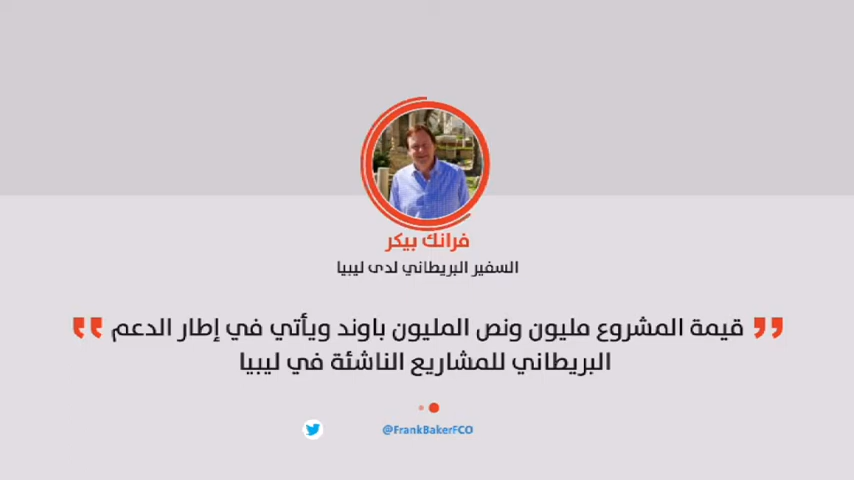 فرانك بيكر
السفير البريطاني لدى ليبيا
"قيمة المشروع مليون ونص المليون باوند ويأتي في إطار الدعم
البريطاني للمشاريع الناشئة في ليبيا"
@FrankBakerFCO